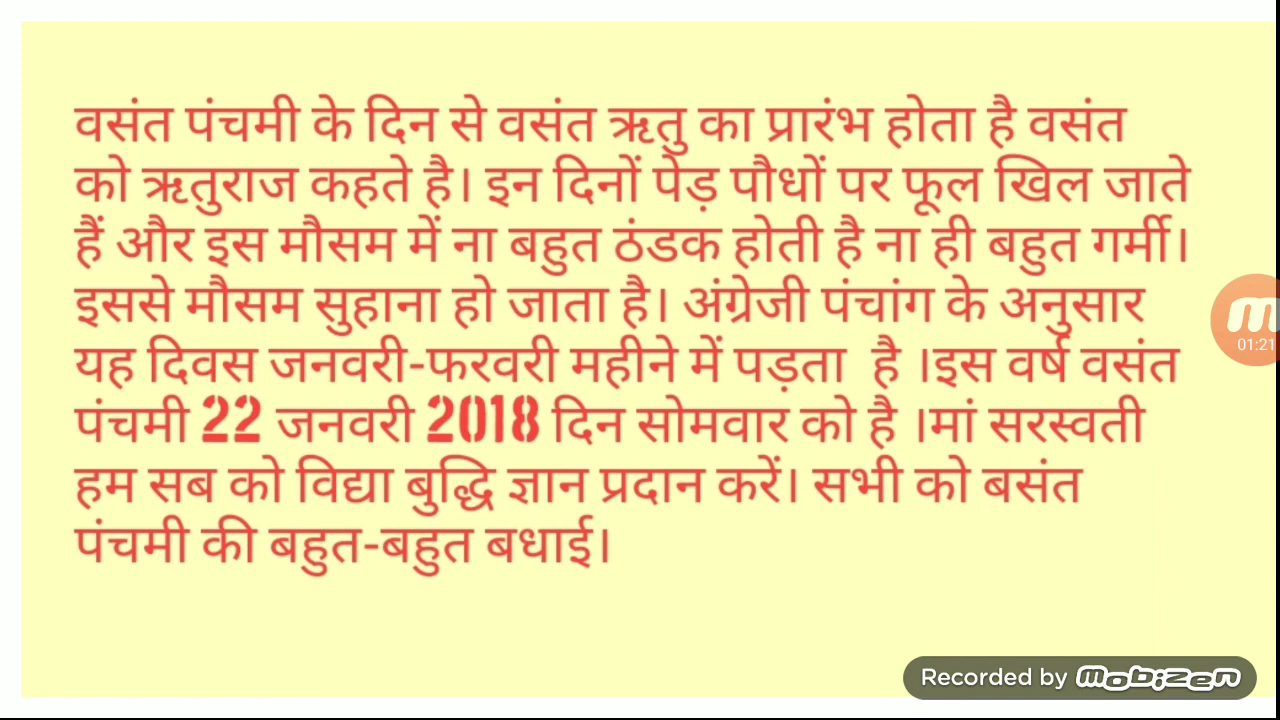 वसंत पंचमी के दिन से वसंत ऋतु का प्रारंभ होता है वसंत
को ऋतुराज कहते है। इन दिनों पेड़ पौधों पर फूल खिल जाते
हैं और इस मौसम में ना बहुत ठंडक होती है ना ही बहुत गर्मी।
इससे मौसम सुहाना हो जाता है। अंग्रेजी पंचांग के अनुसार
यह दिवस जनवरी-फरवरी महीने में पड़ता है ।इस वर्ष वसंत
पंचमी 22 जनवरी 2018 दिन सोमवार को है ।मां सरस्वती
हम सब को विद्या बुद्धि ज्ञान प्रदान करें। सभी को बसंत
पंचमी की बहुत-बहुत बधाई।
01:21
Recorded by mobizen